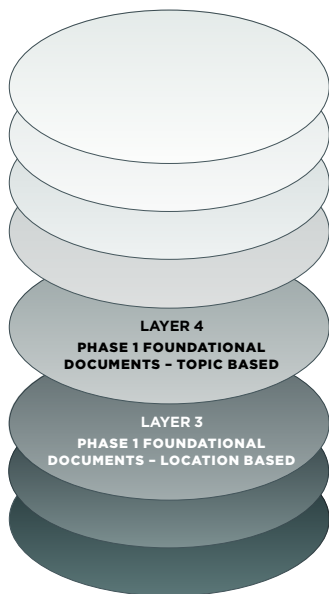 LAYER 4
PHASE 1 FOUNDATIONAL
DOCUMENTS – TOPIC BASED
LAYER 3
PHASE 1 FOUNDATIONAL
DOCUMENTS – LOCATION BASED